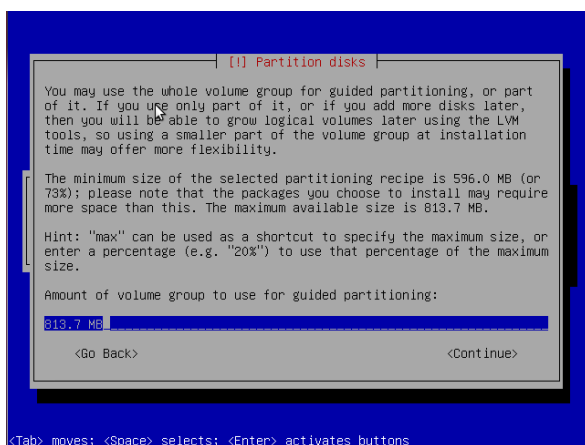 [!] Partition disks
You may use the whole volume group for guided partitioning, or part
of it. If you use only part of it, or if you add more disks later,
then you will be able to grow logical volumes later using the LVM
tools, so using a smaller part of the volume group at installation
time may offer more flexibility.
The minimum size of the selected partitioning recipe is 596.0 MB (or
73%); please note that the packages you choose to install may require
more space than this. The maximum available size is 813.7 MB.
Hint: "max" can be used as a shortcut to specify the maximum size, or
enter a percentage (e.g. "20%") to use that percentage of the maximum
size.
Amount of volume group to use for guided partitioning:
813.7 MB
<Go Back> <Continue>
<Tab> moves; <Space> selects; <Enter> activates buttons